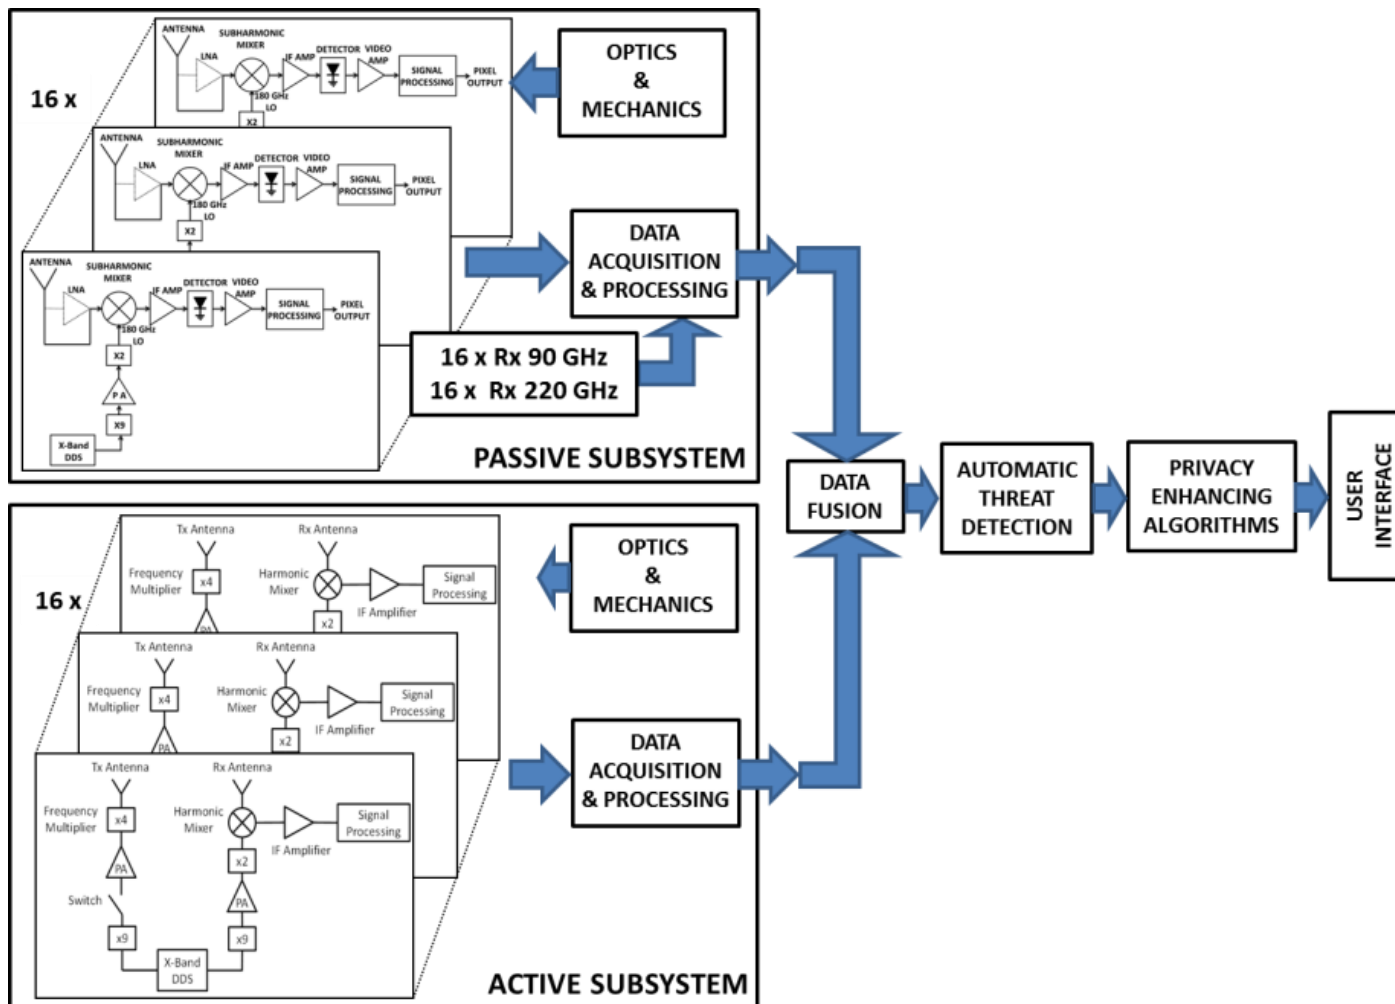 16 x
ANTENNA
LNA
SUBHARMONIC
MIXER
IF AMP
DETECTOR
VIDEO
AMP
SIGNAL
PROCESSING
PIXEL
OUTPUT
180 GHz
LO
X2
ANTENNA
LNA
SUBHARMONIC
MIXER
IF AMP
DETECTOR
VIDEO
AMP
SIGNAL
PROCESSING
PIXEL
OUTPUT
180 GHz
LO
X2
ANTENNA
LNA
SUBHARMONIC
MIXER
IF AMP
DETECTOR
VIDEO
AMP
SIGNAL
PROCESSING
PIXEL
OUTPUT
180 GHz
LO
X2
PA
X9
X-Band
DDS
OPTICS
&
MECHANICS
DATA
ACQUISITION
& PROCESSING
16 x Rx 90 GHz
16 x Rx 220 GHz
PASSIVE SUBSYSTEM
16 x
Tx Antenna
Rx Antenna
Frequency
Multiplier
x4
PA
Harmonic
Mixer
x2
IF Amplifier
Signal
Processing
Tx Antenna
Rx Antenna
Frequency
Multiplier
x4
PA
Harmonic
Mixer
x2
IF Amplifier
Signal
Processing
Tx Antenna
Rx Antenna
Frequency
Multiplier
x4
PA
Switch
x9
X-Band
DDS
Harmonic
Mixer
x2
PA
x9
IF Amplifier
Signal
Processing
OPTICS
&
MECHANICS
DATA
ACQUISITION
& PROCESSING
ACTIVE SUBSYSTEM
DATA
FUSION
AUTOMATIC
THREAT
DETECTION
PRIVACY
ENHANCING
ALGORITHMS
USER
INTERFACE